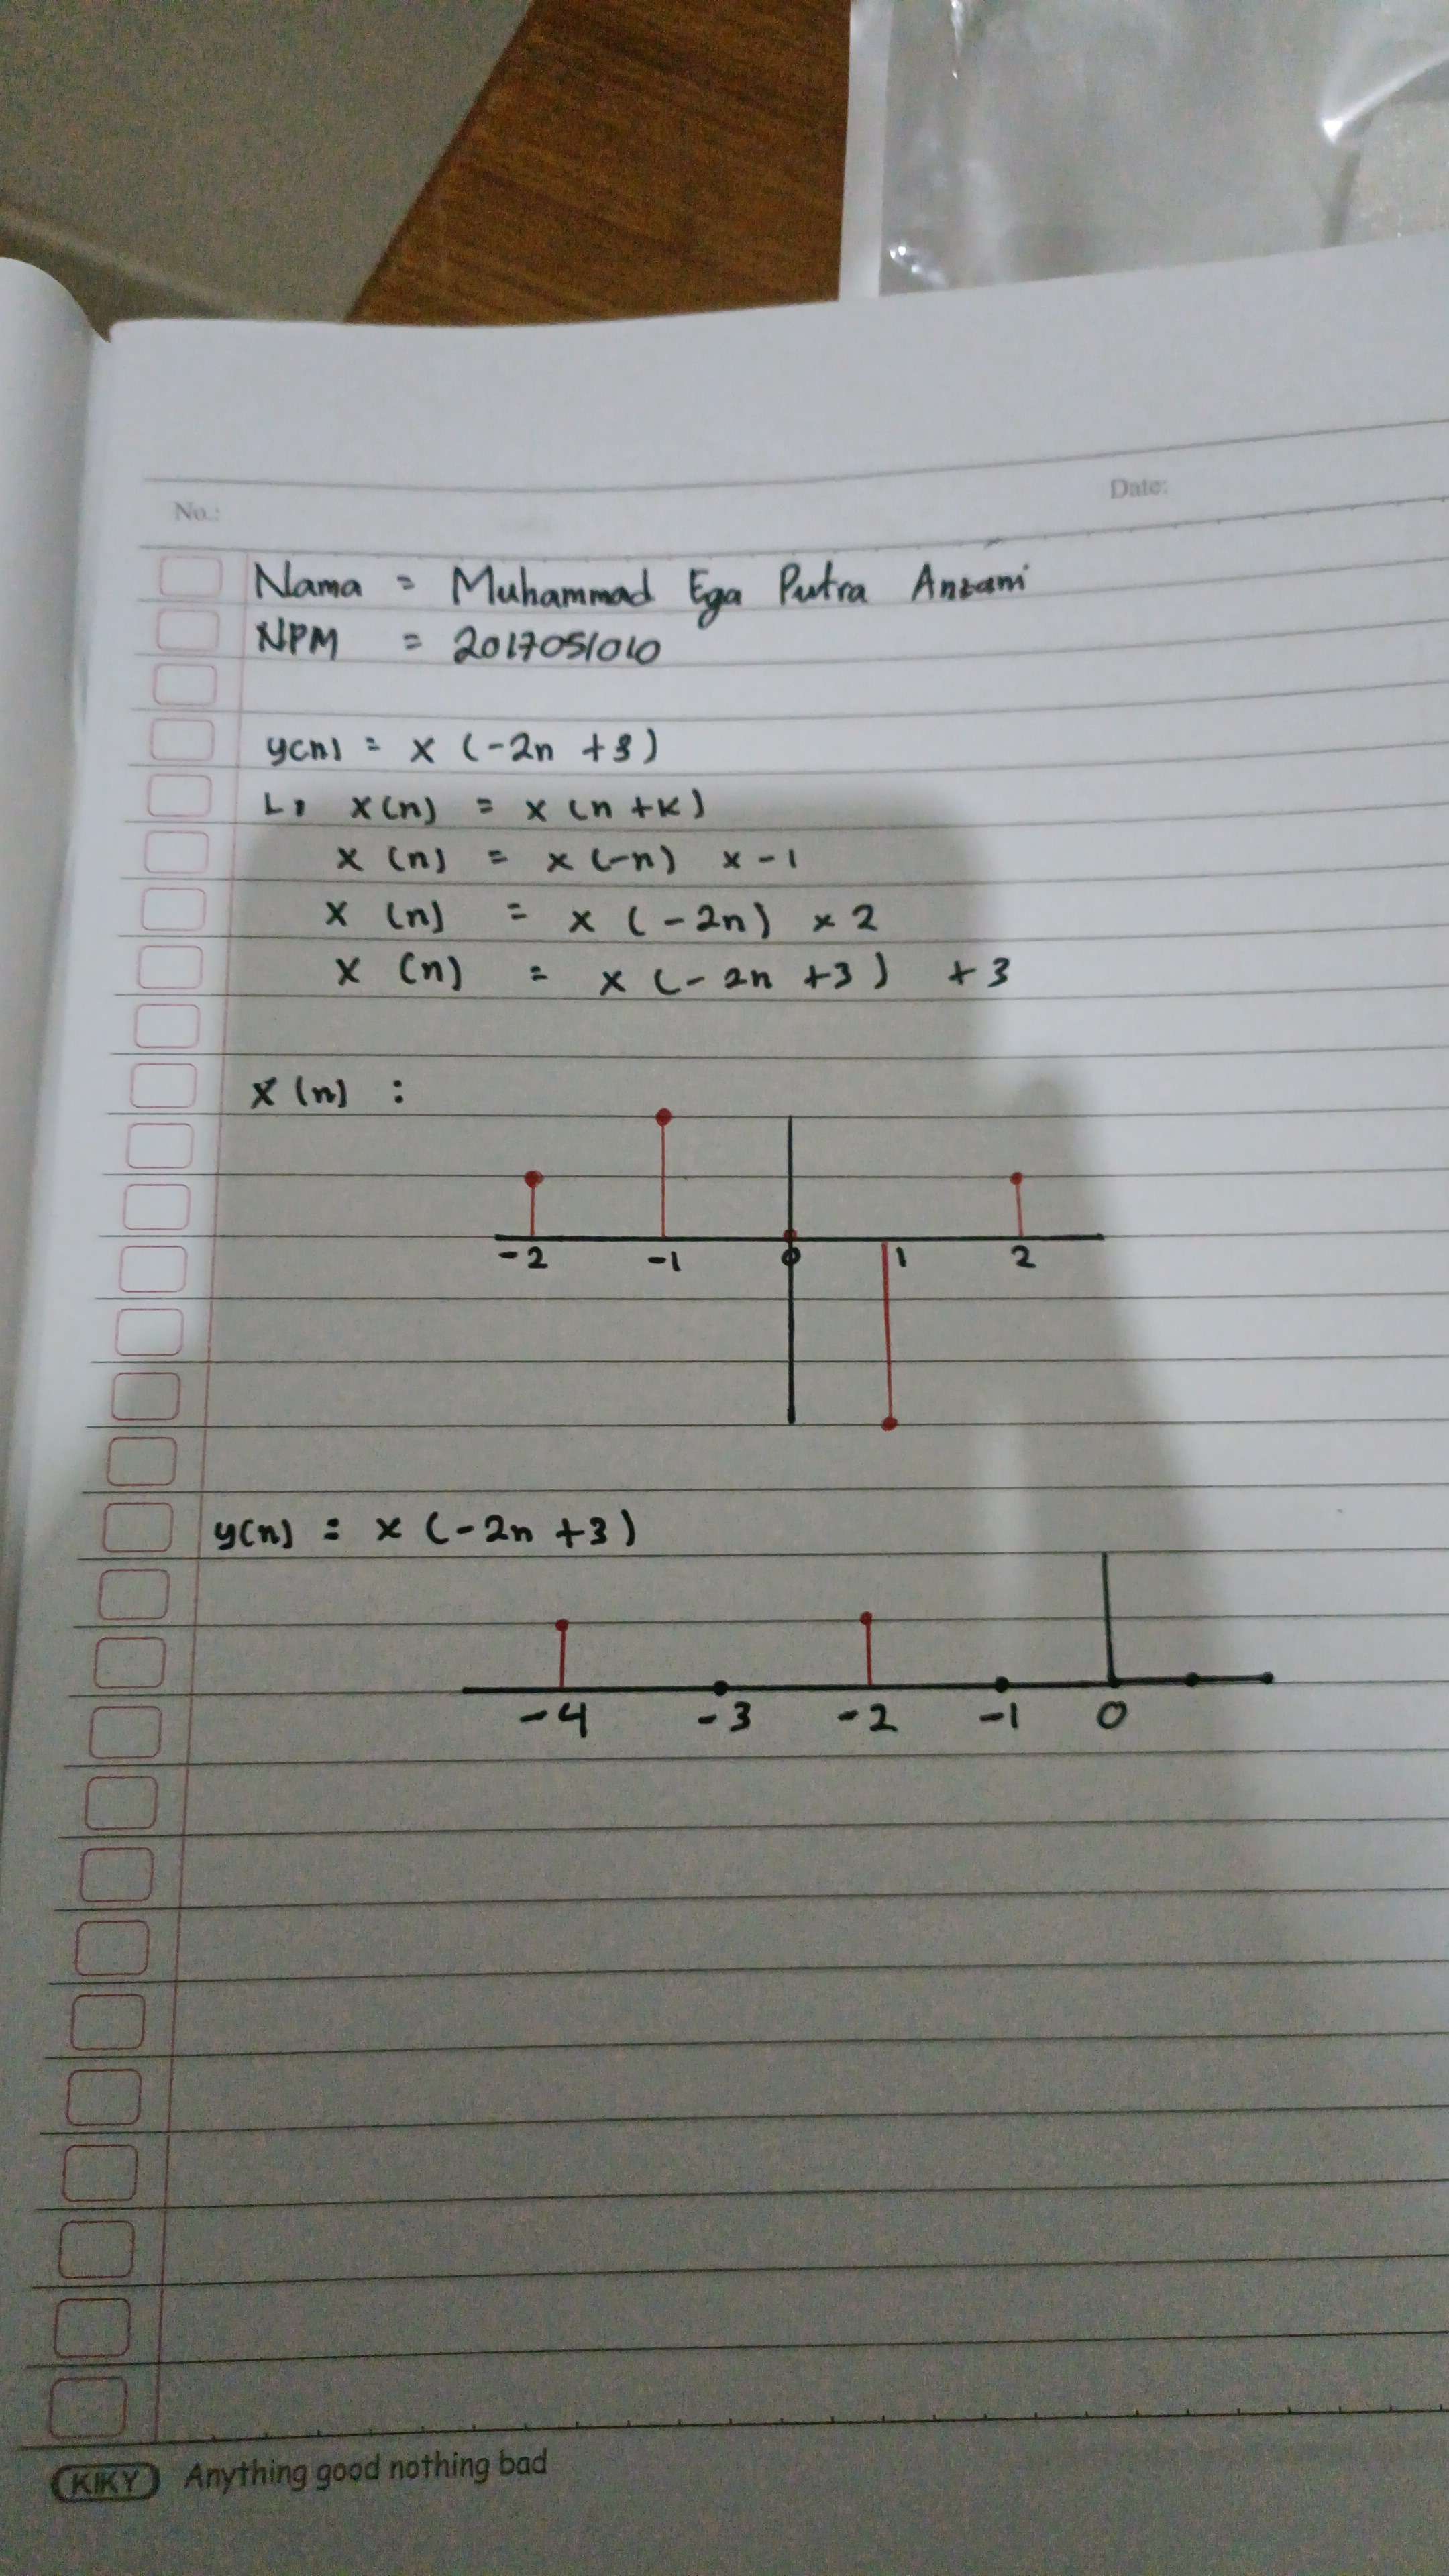 No.:
Date:
Nama = Muhammad Ega Putra Anzami
NPM = 2017051010
y(n) = x (-2n +3)
x(n) = x (n +k)
x (n) = x (-n) x -1
x (n) = x (-2n) x 2
x (n) = x (-2n +3) +3
x (n) :
-2 -1 0 1 2
y(n) = x (-2n +3)
-4 -3 -2 -1 0
KIKY Anything good nothing bad